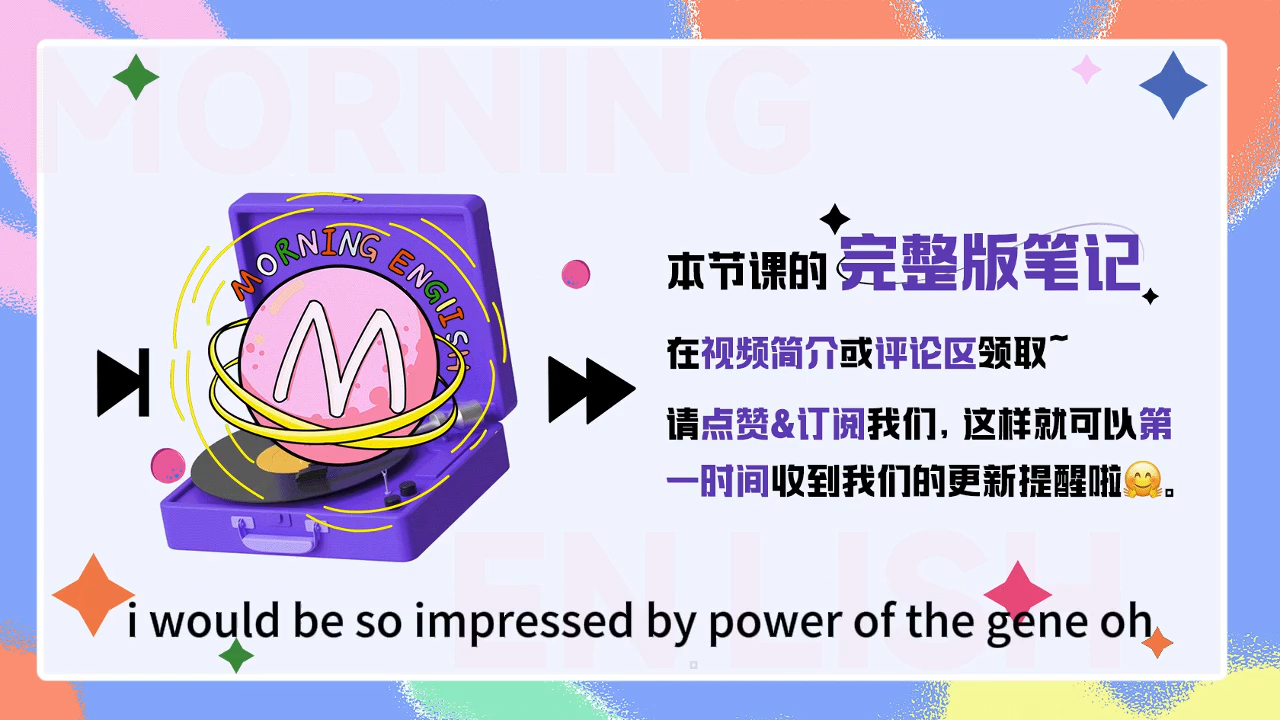 MORNING
MORNING ENGlISH
M
本节课的 完整版笔记
在视频简介或评论区领取~
请点赞&订阅我们, 这样就可以第
一时间收到我们的更新提醒啦🤗。
EN LISH
i would be so impressed by power of the gene oh